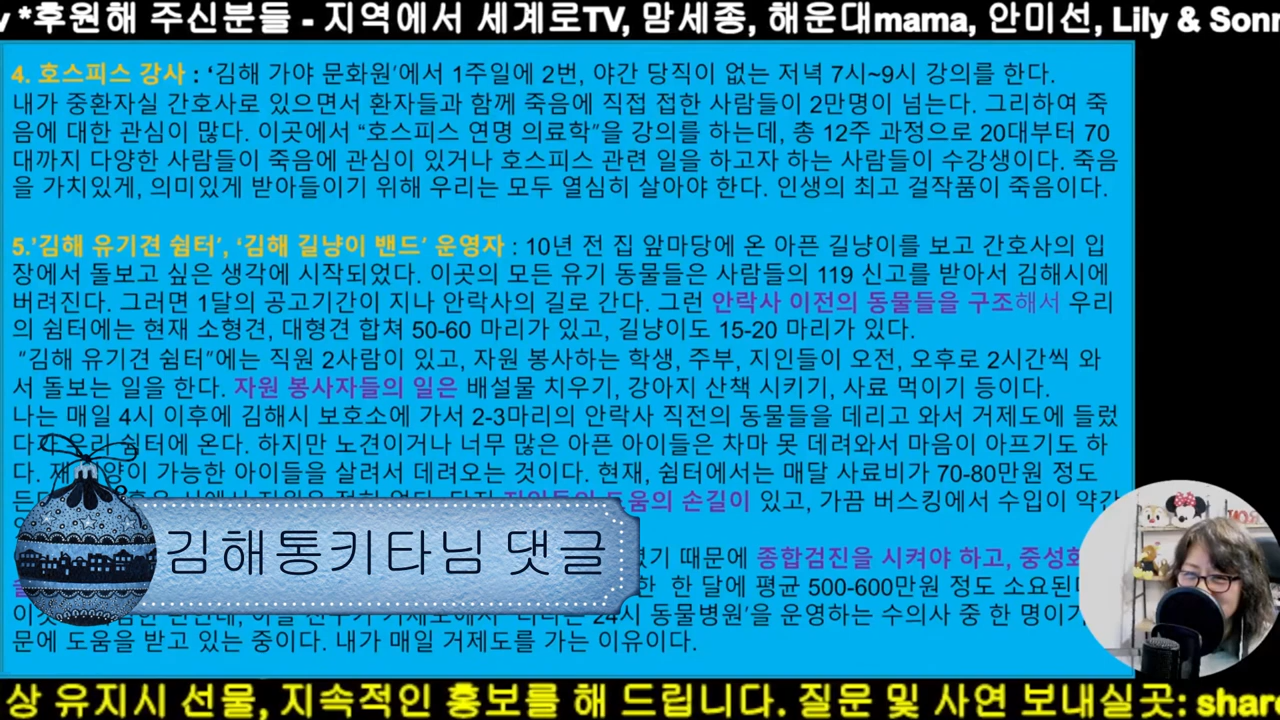 *후원해 주신분들 - 지역에서 세계로TV, 맘세종, 해운대mama, 안미선, Lily & Sonn
4. 호스피스 강사 : ‘김해 가야 문화원’에서 1주일에 2번, 야간 당직이 없는 저녁 7시~9시 강의를 한다.
내가 중환자실 간호사로 있으면서 환자들과 함께 죽음에 직접 접한 사람들이 2만명이 넘는다. 그리하여 죽
음에 대한 관심이 많다. 이곳에서 “호스피스 연명 의료학”을 강의를 하는데, 총 12주 과정으로 20대부터 70
대까지 다양한 사람들이 죽음에 관심이 있거나 호스피스 관련 일을 하고자 하는 사람들이 수강생이다. 죽음
을 가치있게, 의미있게 받아들이기 위해 우리는 모두 열심히 살아야 한다. 인생의 최고 걸작품이 죽음이다.
5.’김해 유기견 쉼터’, ‘김해 길냥이 밴드’ 운영자 : 10년 전 집 앞마당에 온 아픈 길냥이를 보고 간호사의 입
장에서 돌보고 싶은 생각에 시작되었다. 이곳의 모든 유기 동물들은 사람들의 119 신고를 받아서 김해시에
버려진다. 그러면 1달의 공고기간이 지나 안락사의 길로 간다. 그런 안락사 이전의 동물들을 구조해서 우리
의 쉼터에는 현재 소형견, 대형견 합쳐 50-60 마리가 있고, 길냥이도 15-20 마리가 있다.
“김해 유기견 쉼터”에는 직원 2사람이 있고, 자원 봉사하는 학생, 주부, 지인들이 오전, 오후로 2시간씩 와
서 돌보는 일을 한다. 자원 봉사자들의 일은 배설물 치우기, 강아지 산책 시키기, 사료 먹이기 등이다.
나는 매일 4시 이후에 김해시 보호소에 가서 2-3마리의 안락사 직전의 동물들을 데리고 와서 거제도에 들렀
다가 우리 쉼터에 온다. 하지만 노견이거나 너무 많은 아픈 아이들은 차마 못 데려와서 마음이 아프기도 하
다. 재 양이 가능한 아이들을 살려서 데려오는 것이다. 현재, 쉼터에서는 매달 사료비가 70-80만원 정도
도움의 손길이 있고, 가끔 버스킹에서 수입이 약간
기 때문에 종합검진을 시켜야 하고,
한 달에 평균 500-600만원 정도
24시 동물병원’을 운영하는 수의사 중 한 명이
문에 도움을 받고 있는 중이다. 내가 매일 거제도를 가는 이유이다.
김해통키타님 댓글
상 유지시 선물, 지속적인 홍보를 해 드립니다. 질문 및 사연 보내실곳: share